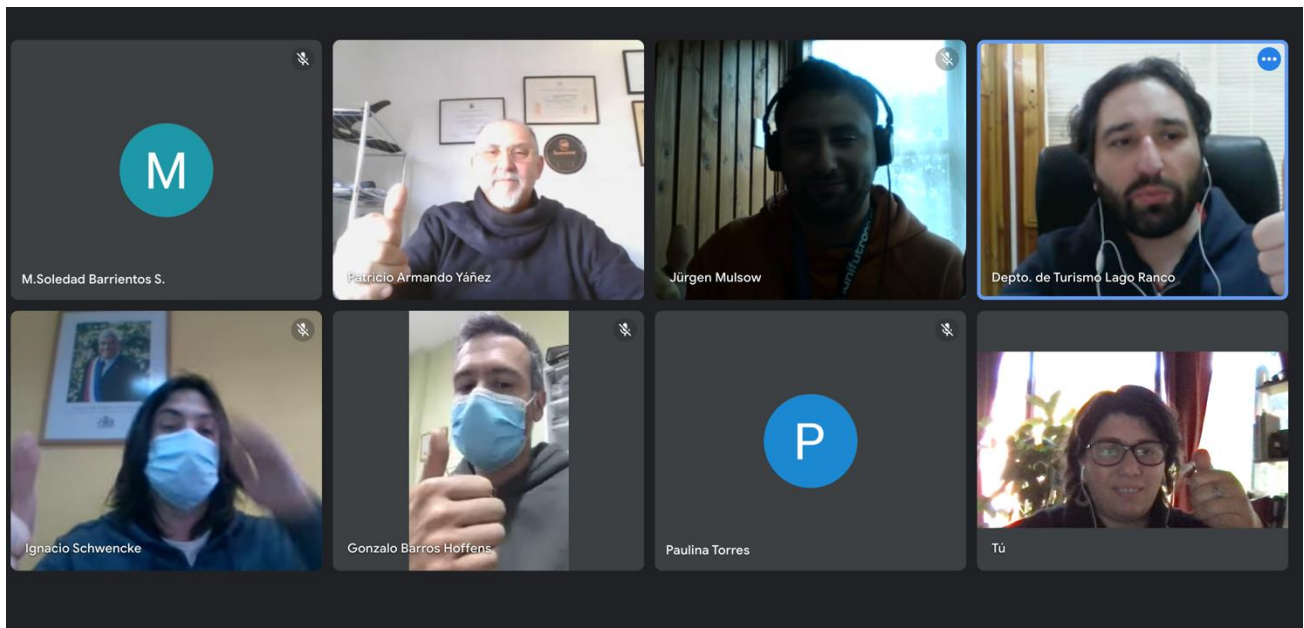 M
M.Soledad Barrientos S.
Patricio Armando Yáñez
Jürgen Mulsow
unifutrono
Depto. de Turismo Lago Ranco
Ignacio Schwencke
Gonzalo Barros Hoffens
P
Paulina Torres
Tú